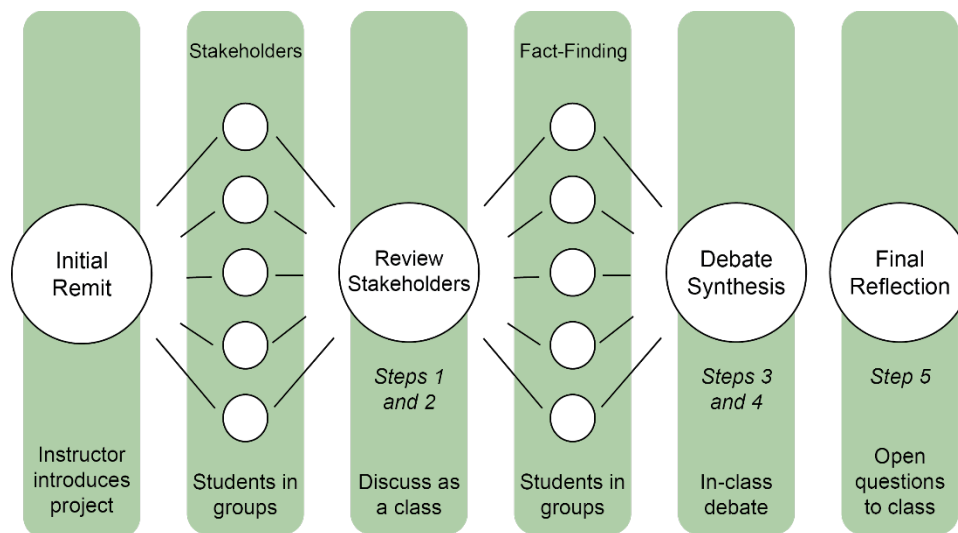 Stakeholders
Fact-Finding
Initial
Remit
Review
Stakeholders
Debate
Synthesis
Final
Reflection
Steps 1
and 2
Steps 3
and 4
Step 5
Instructor
introduces
project
Students in
groups
Discuss as
a class
Students in
groups
In-class
debate
Open
questions
to class